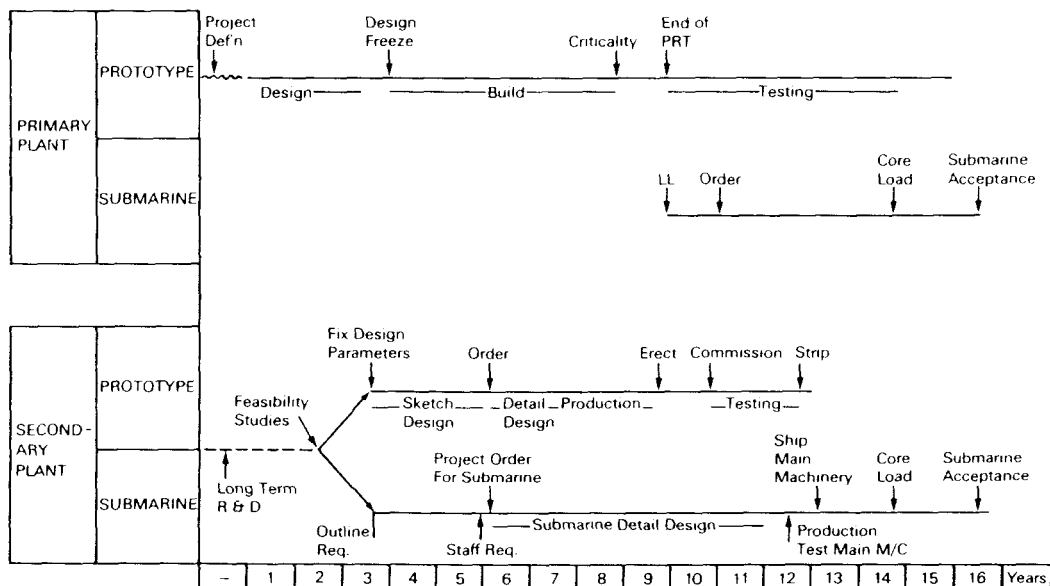 Project
Def'n
Design
Freeze
Criticality
End of
PRT
PROTOTYPE
Design
Build
Testing
PRIMARY
PLANT
SUBMARINE
LL
Order
Core
Load
Submarine
Acceptance
Fix Design
Parameters
Order
Erect
Commission
Strip
PROTOTYPE
Feasibility
Studies
Sketch
Design
Detail
Design
Production
Testing
SECOND-
ARY
PLANT
SUBMARINE
Long Term
R & D
Project Order
For Submarine
Ship
Main
Machinery
Core
Load
Submarine
Acceptance
Outline
Req.
Staff Req.
Submarine Detail Design
Production
Test Main M/C
– 1 2 3 4 5 6 7 8 9 10 11 12 13 14 15 16 Years